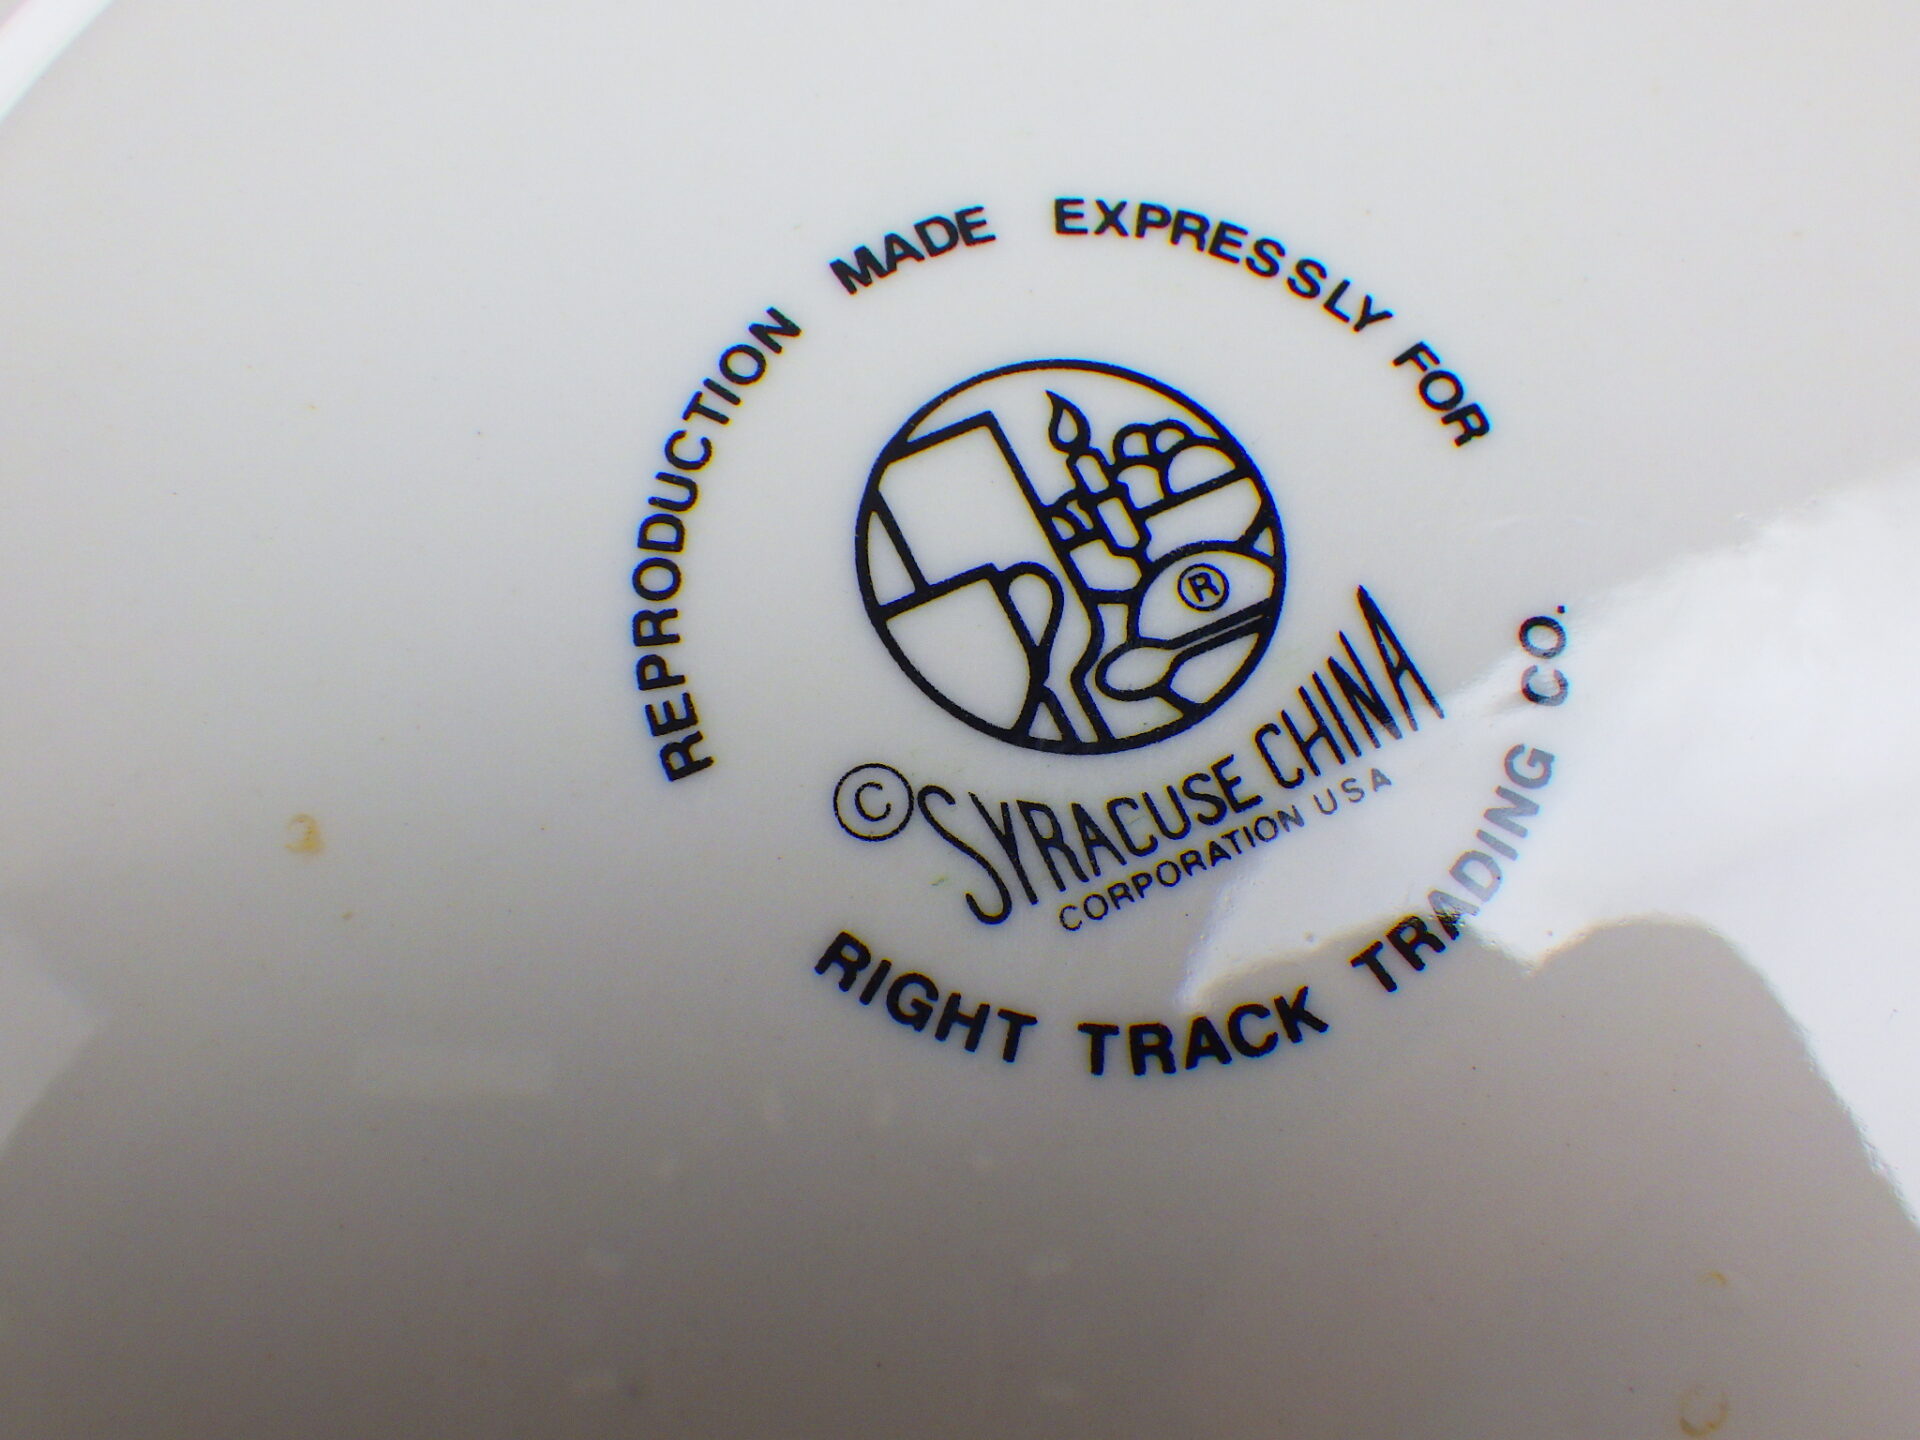 REPRODUCTION MADE EXPRESSLY FOR
®
© SYRACUSE CHINA
CORPORATION USA
RIGHT TRACK TRADING CO.